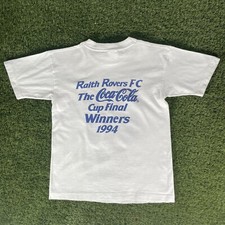 Raith Rovers FC
The Coca-Cola
Cup Final
Winners
1994